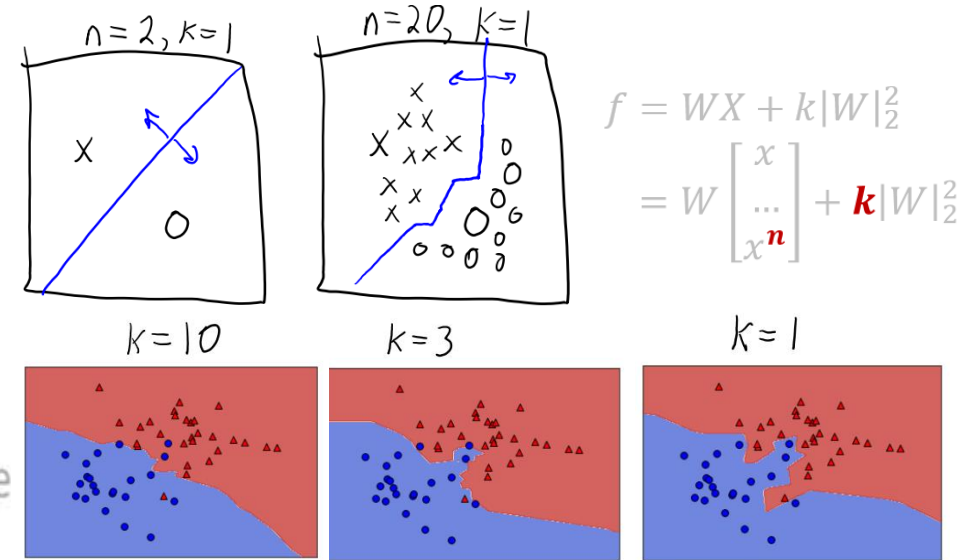 n=2, k=1
n=20, k=1
f = WX + k|W|₂²
= W [x ... xⁿ] + k|W|₂²
k=10
k=3
k=1